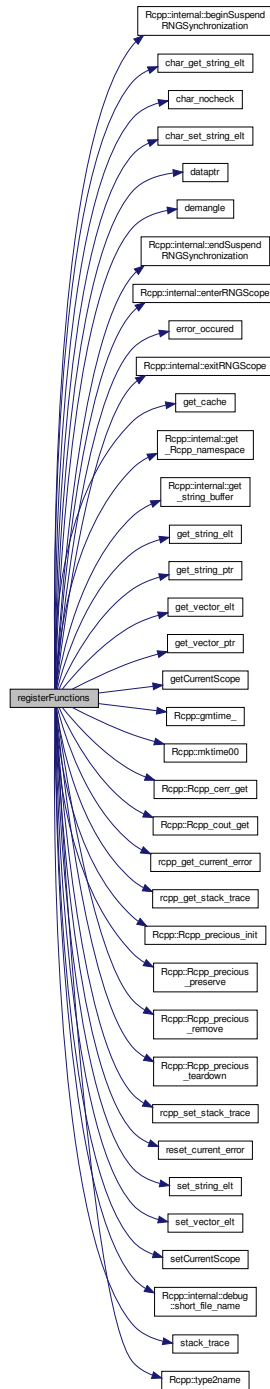 Rcpp::internal::beginSuspend
RNGSynchronization
char_get_string_elt
char_nocheck
char_set_string_elt
dataptr
demangle
Rcpp::internal::endSuspend
RNGSynchronization
Rcpp::internal::enterRNGScope
error_occured
Rcpp::internal::exitRNGScope
get_cache
Rcpp::internal::get
_Rcpp_namespace
Rcpp::internal::get
_string_buffer
get_string_elt
get_string_ptr
get_vector_elt
get_vector_ptr
getCurrentScope
registerFunctions
Rcpp::gmtime_
Rcpp::mktime00
Rcpp::Rcpp_cerr_get
Rcpp::Rcpp_cout_get
rcpp_get_current_error
rcpp_get_stack_trace
Rcpp::Rcpp_precious_init
Rcpp::Rcpp_precious
_preserve
Rcpp::Rcpp_precious
_remove
Rcpp::Rcpp_precious
_teardown
rcpp_set_stack_trace
reset_current_error
set_string_elt
set_vector_elt
setCurrentScope
Rcpp::internal::debug
::short_file_name
stack_trace
Rcpp::type2name